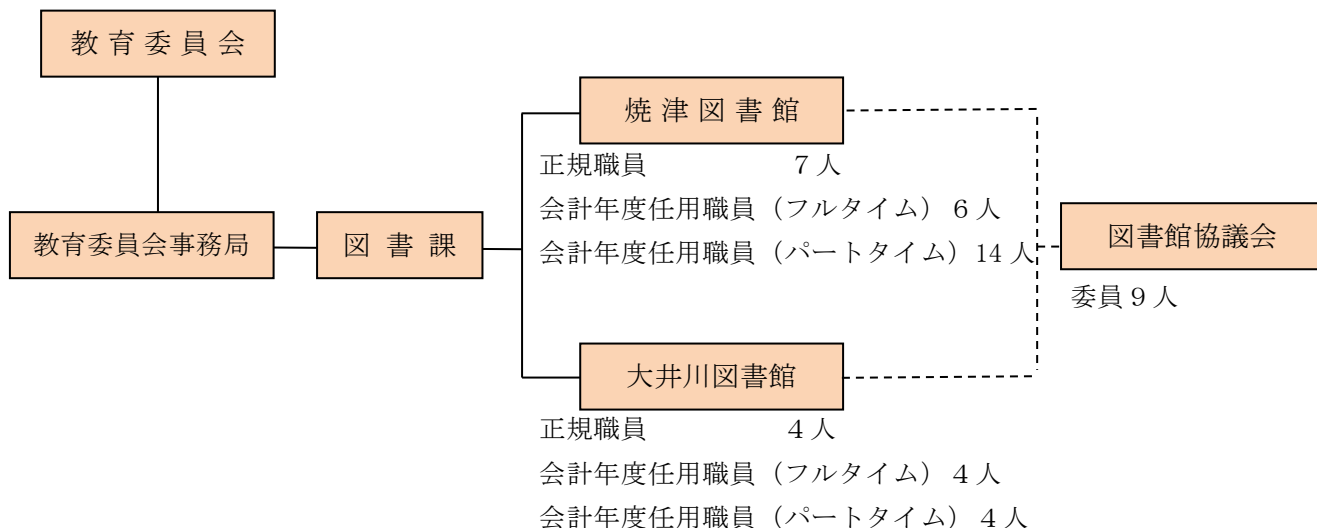 教 育 委 員 会
教育委員会事務局
図 書 課
焼 津 図 書 館
正規職員 7人
会計年度任用職員（フルタイム）6人
会計年度任用職員（パートタイム）14人
大井川図書館
正規職員 4人
会計年度任用職員（フルタイム）4人
会計年度任用職員（パートタイム）4人
図書館協議会
委員9人